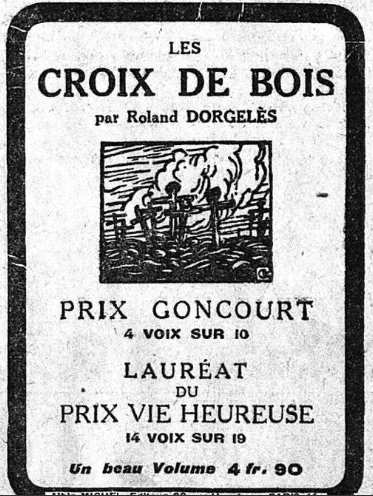 LES
CROIX DE BOIS
par Roland DORGELÈS
PRIX GONCOURT
4 VOIX SUR 10
LAURÉAT
DU
PRIX VIE HEUREUSE
14 VOIX SUR 19
Un beau Volume 4 fr. 90